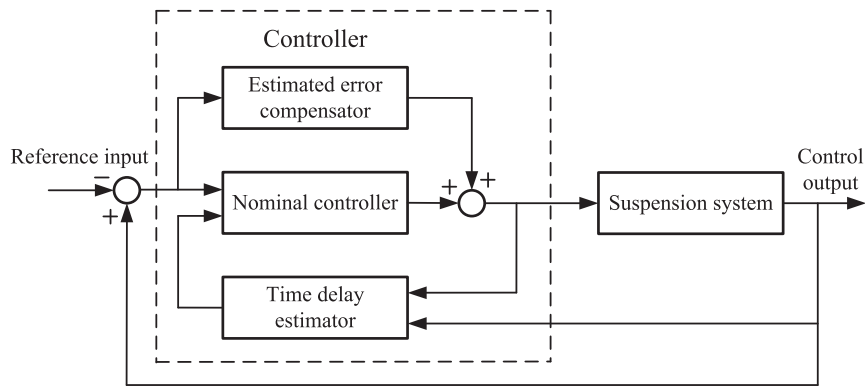 Controller
Estimated error
compensator
Reference input
−
+
Nominal controller
+
+
Suspension system
Control
output
Time delay
estimator